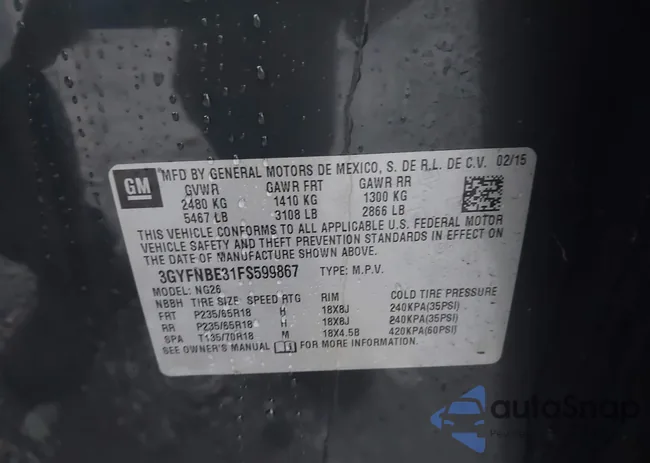 GM
MFD BY GENERAL MOTORS DE MEXICO, S. DE R.L. DE C.V. 02/15
GVWR GAWR FRT GAWR RR
2480 KG 1410 KG 1300 KG
5467 LB 3108 LB 2866 LB
THIS VEHICLE CONFORMS TO ALL APPLICABLE U.S. FEDERAL MOTOR
VEHICLE SAFETY AND THEFT PREVENTION STANDARDS IN EFFECT ON
THE DATE OF MANUFACTURE SHOWN ABOVE.
3GYFNBE31FS599867 TYPE: M.P.V.
MODEL: NG26
NBBH TIRE SIZE SPEED RTG RIM COLD TIRE PRESSURE
FRT P235/65R18 H 18X8J 240KPA(35PSI)
RR P235/65R18 H 18X8J 240KPA(35PSI)
SPA T135/70R18 M 18X4.5B 420KPA(60PSI)
SEE OWNER'S MANUAL FOR MORE INFORMATION.
autoSnap